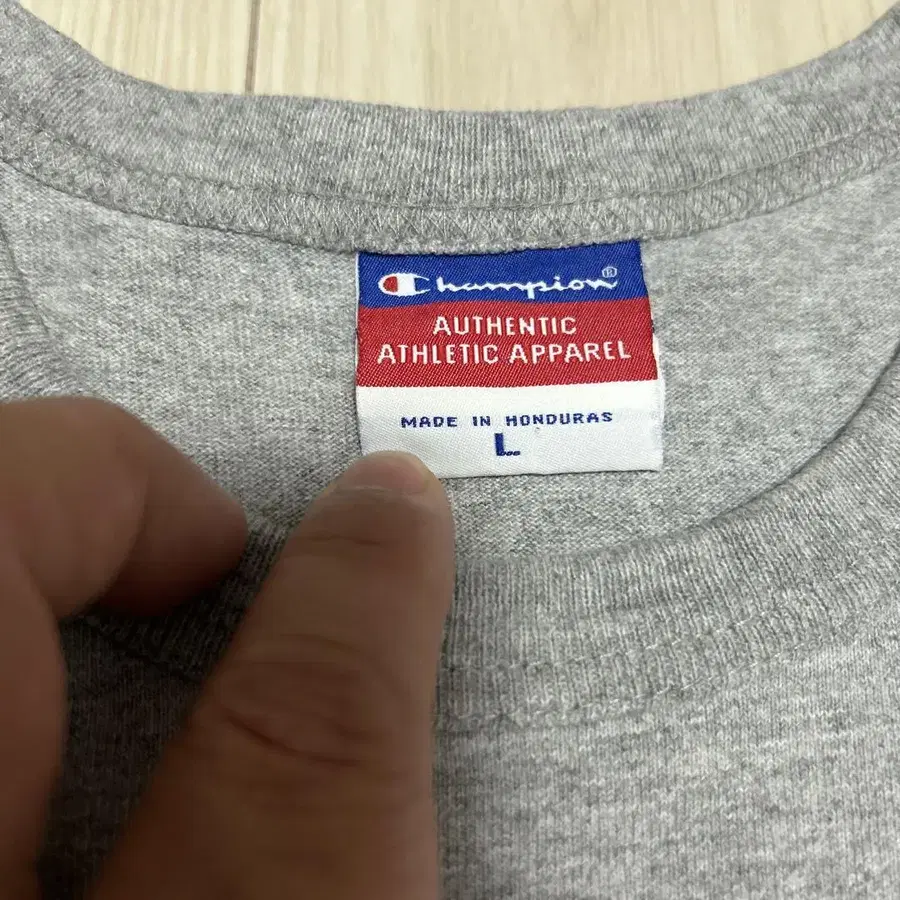 Champion®
AUTHENTIC
ATHLETIC APPAREL
MADE IN HONDURAS
L